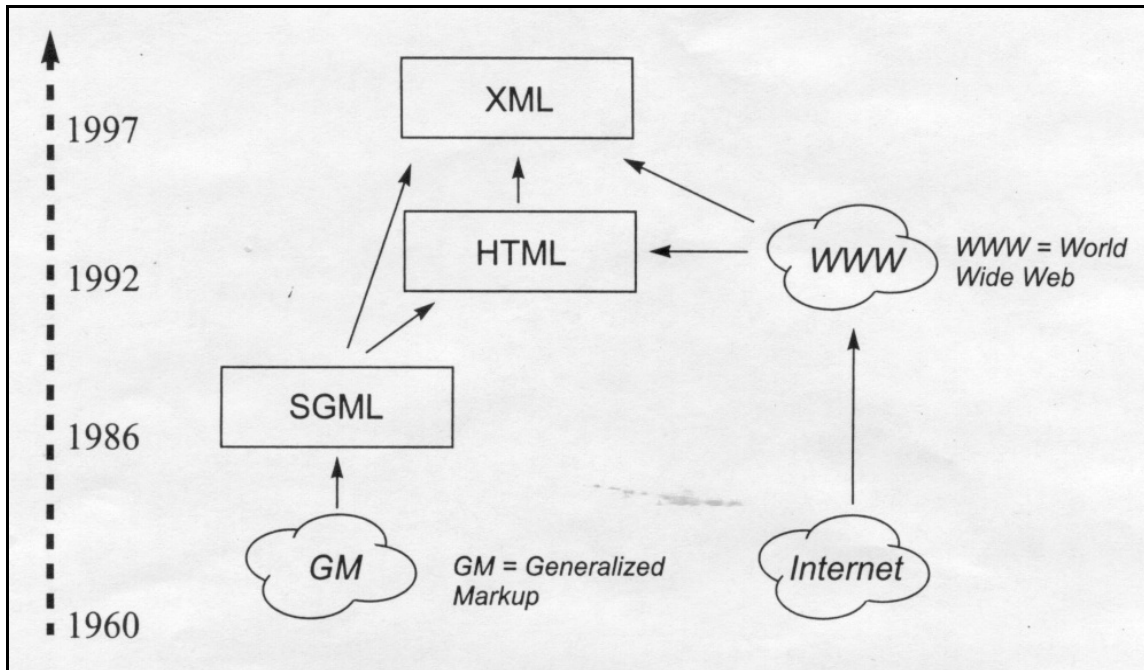 XML
1997
HTML
WWW
WWW = World
Wide Web
1992
SGML
1986
GM
GM = Generalized
Markup
Internet
1960